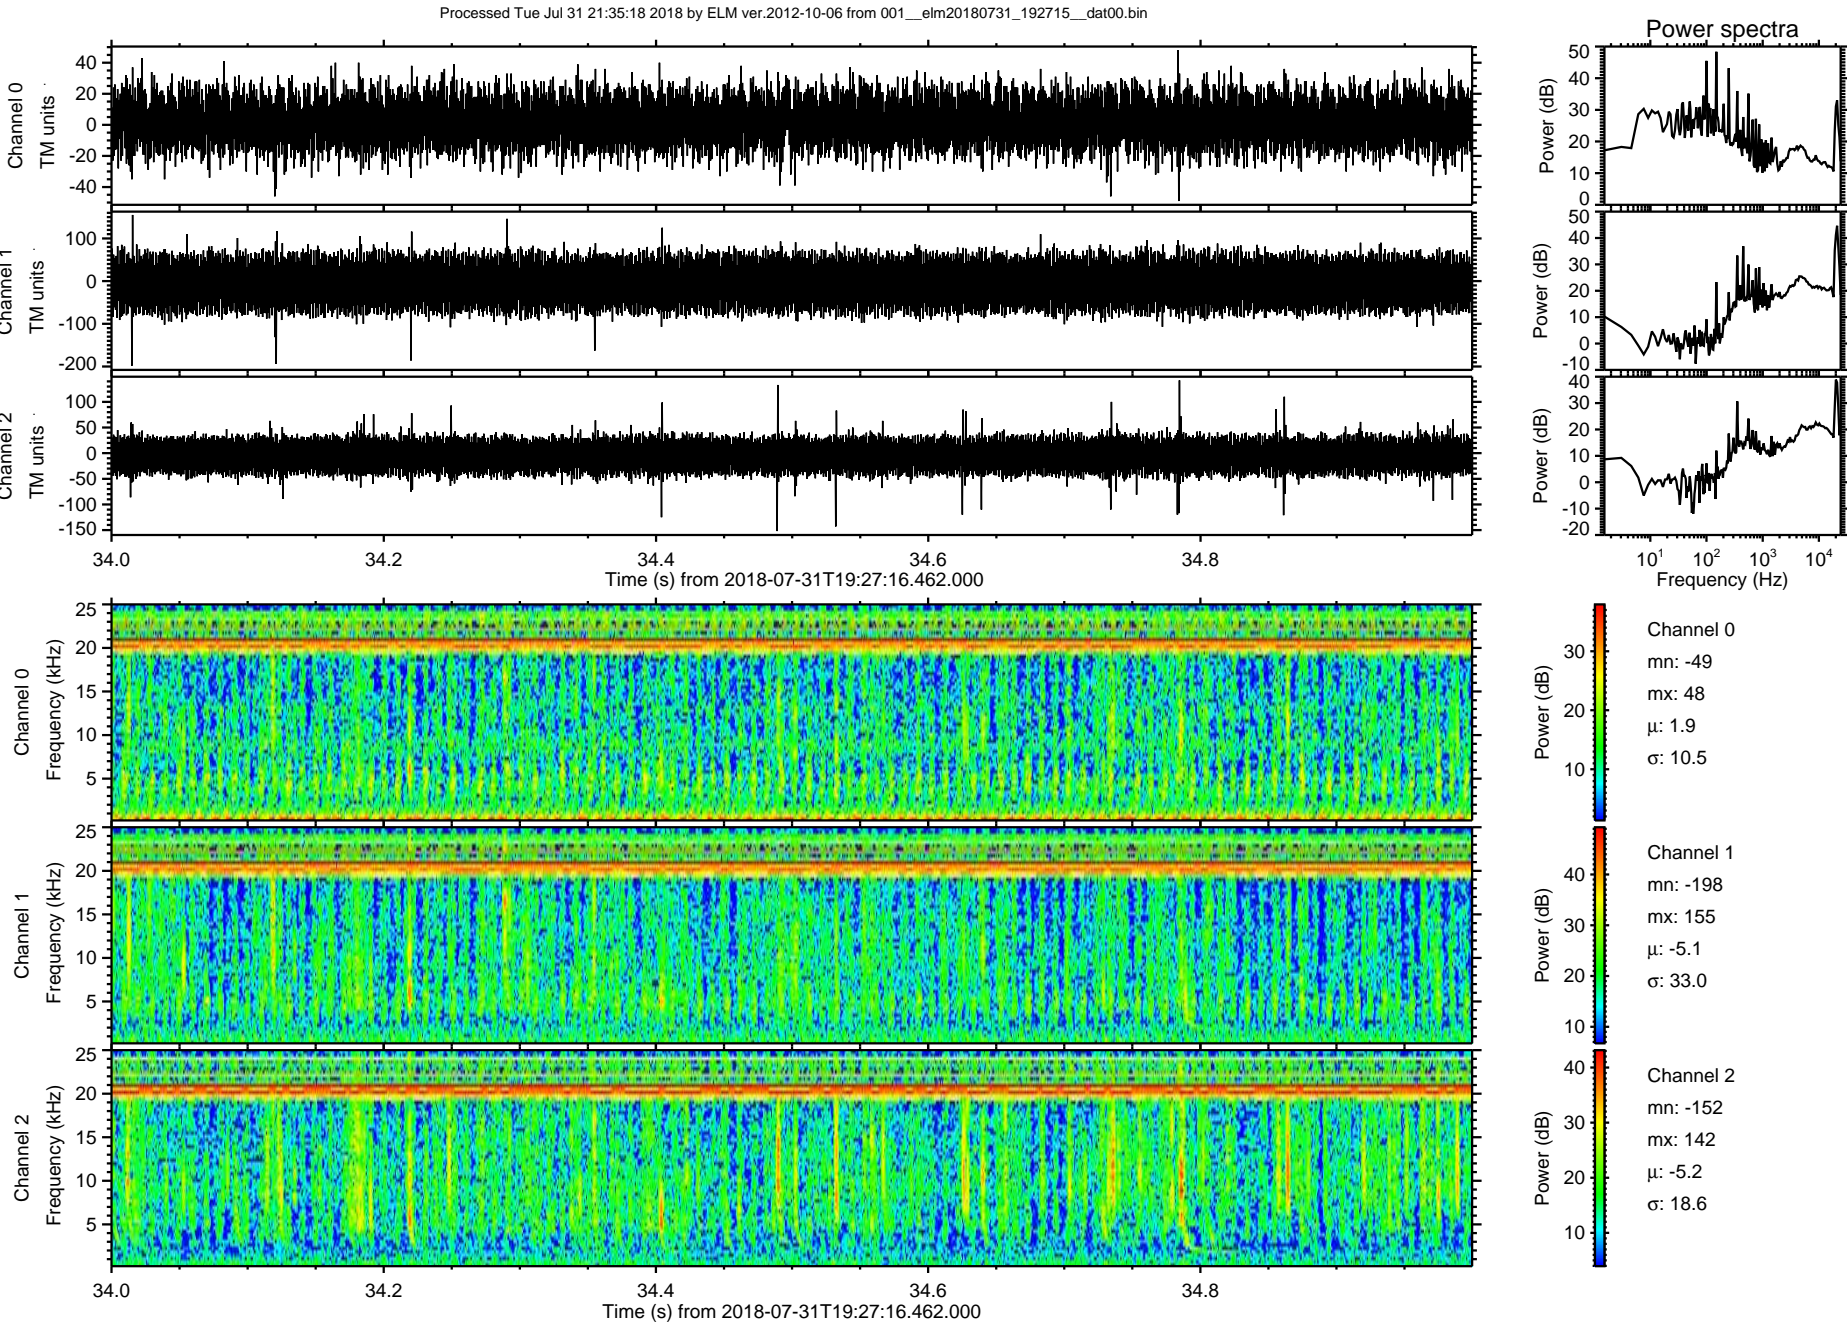 Processed Tue Jul 31 21:35:18 2018 by ELM ver.2012-10-06 from 001__elm20180731_192715__dat00.bin
Power spectra
Channel 0
TM units
40
20
0
-20
-40
Power (dB)
50
40
30
20
10
0
Channel 1
TM units
100
0
-100
-200
Power (dB)
50
40
30
20
10
0
-10
Channel 2
TM units
100
50
0
-50
-100
-150
Power (dB)
40
30
20
10
0
-10
-20
34.0 34.2 34.4 34.6 34.8
Time (s) from 2018-07-31T19:27:16.462.000
10^1 10^2 10^3 10^4
Frequency (Hz)
Channel 0
Frequency (kHz)
25
20
15
10
5
Power (dB)
30
20
10
Channel 0
mn: -49
mx: 48
μ: 1.9
σ: 10.5
Channel 1
Frequency (kHz)
25
20
15
10
5
Power (dB)
40
30
20
10
Channel 1
mn: -198
mx: 155
μ: -5.1
σ: 33.0
Channel 2
Frequency (kHz)
25
20
15
10
5
Power (dB)
40
30
20
10
Channel 2
mn: -152
mx: 142
μ: -5.2
σ: 18.6
34.0 34.2 34.4 34.6 34.8
Time (s) from 2018-07-31T19:27:16.462.000